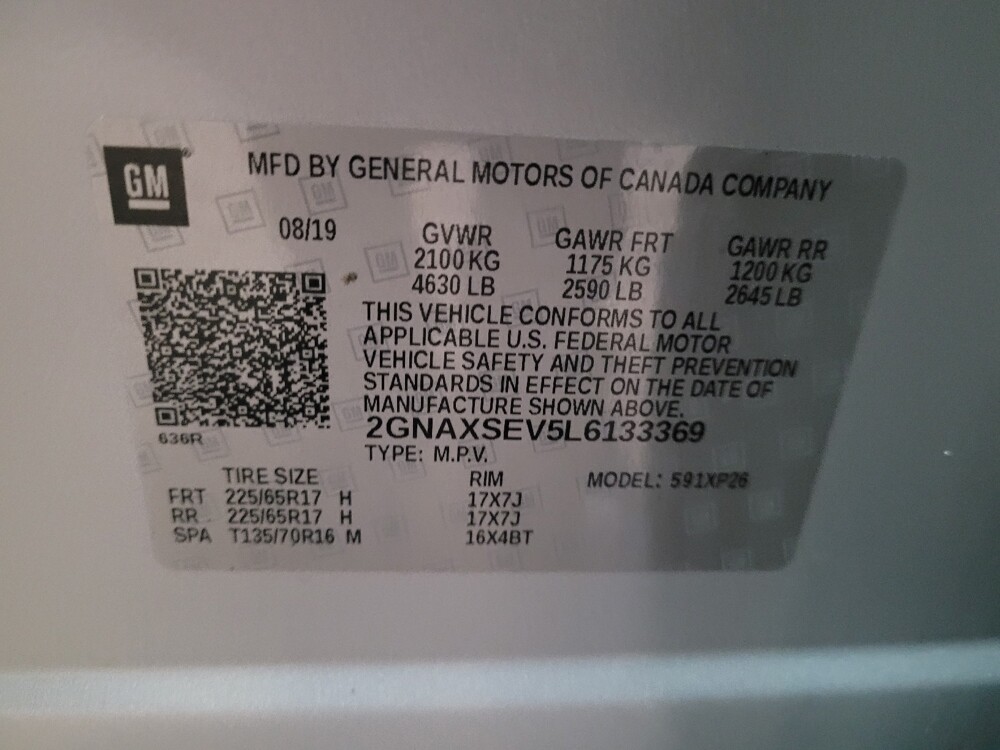 GM
MFD BY GENERAL MOTORS OF CANADA COMPANY
08/19 GVWR GAWR FRT GAWR RR
2100 KG 1175 KG 1200 KG
4630 LB 2590 LB 2645 LB
THIS VEHICLE CONFORMS TO ALL
APPLICABLE U.S. FEDERAL MOTOR
VEHICLE SAFETY AND THEFT PREVENTION
STANDARDS IN EFFECT ON THE DATE OF
MANUFACTURE SHOWN ABOVE.
636R
2GNAXSEV5L6133369
TYPE: M.P.V.
TIRE SIZE RIM MODEL: 591XP26
FRT 225/65R17 H 17X7J
RR 225/65R17 H 17X7J
SPA T135/70R16 M 16X4BT